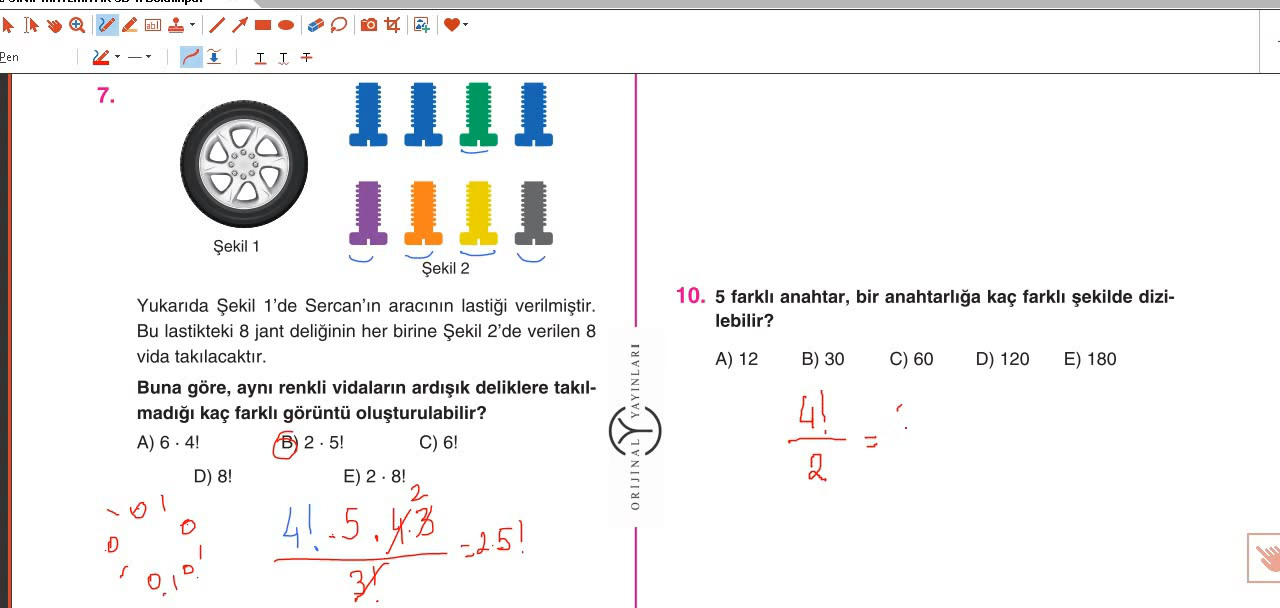 Pen
7.
Şekil 1
Şekil 2
Yukarıda Şekil 1'de Sercan'ın aracının lastiği verilmiştir.
Bu lastikteki 8 jant deliğinin her birine Şekil 2'de verilen 8
vida takılacaktır.
Buna göre, aynı renkli vidaların ardışık deliklere takıl-
madığı kaç farklı görüntü oluşturulabilir?
A) 6 · 4! B) 2 · 5! C) 6!
D) 8! E) 2 · 8!
4! . 5 . 4.3 2
3!
= 2.5!
ORİJİNAL YAYINLARI
10. 5 farklı anahtar, bir anahtarlığa kaç farklı şekilde dizi-
lebilir?
A) 12 B) 30 C) 60 D) 120 E) 180
4!
2
=